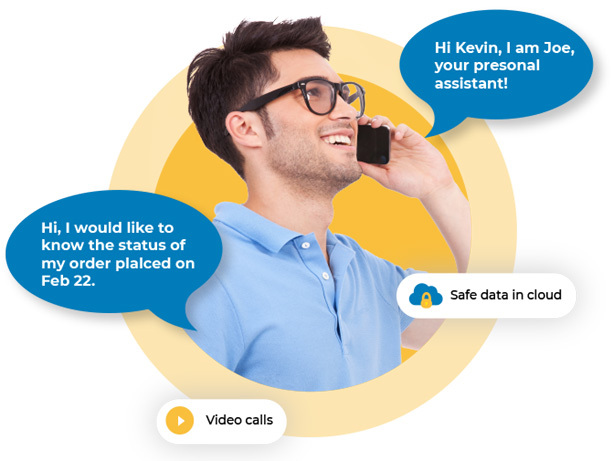 Hi Kevin, I am Joe,
your presonal
assistant!
Hi, I would like to
know the status of
my order plalced on
Feb 22.
Safe data in cloud
Video calls